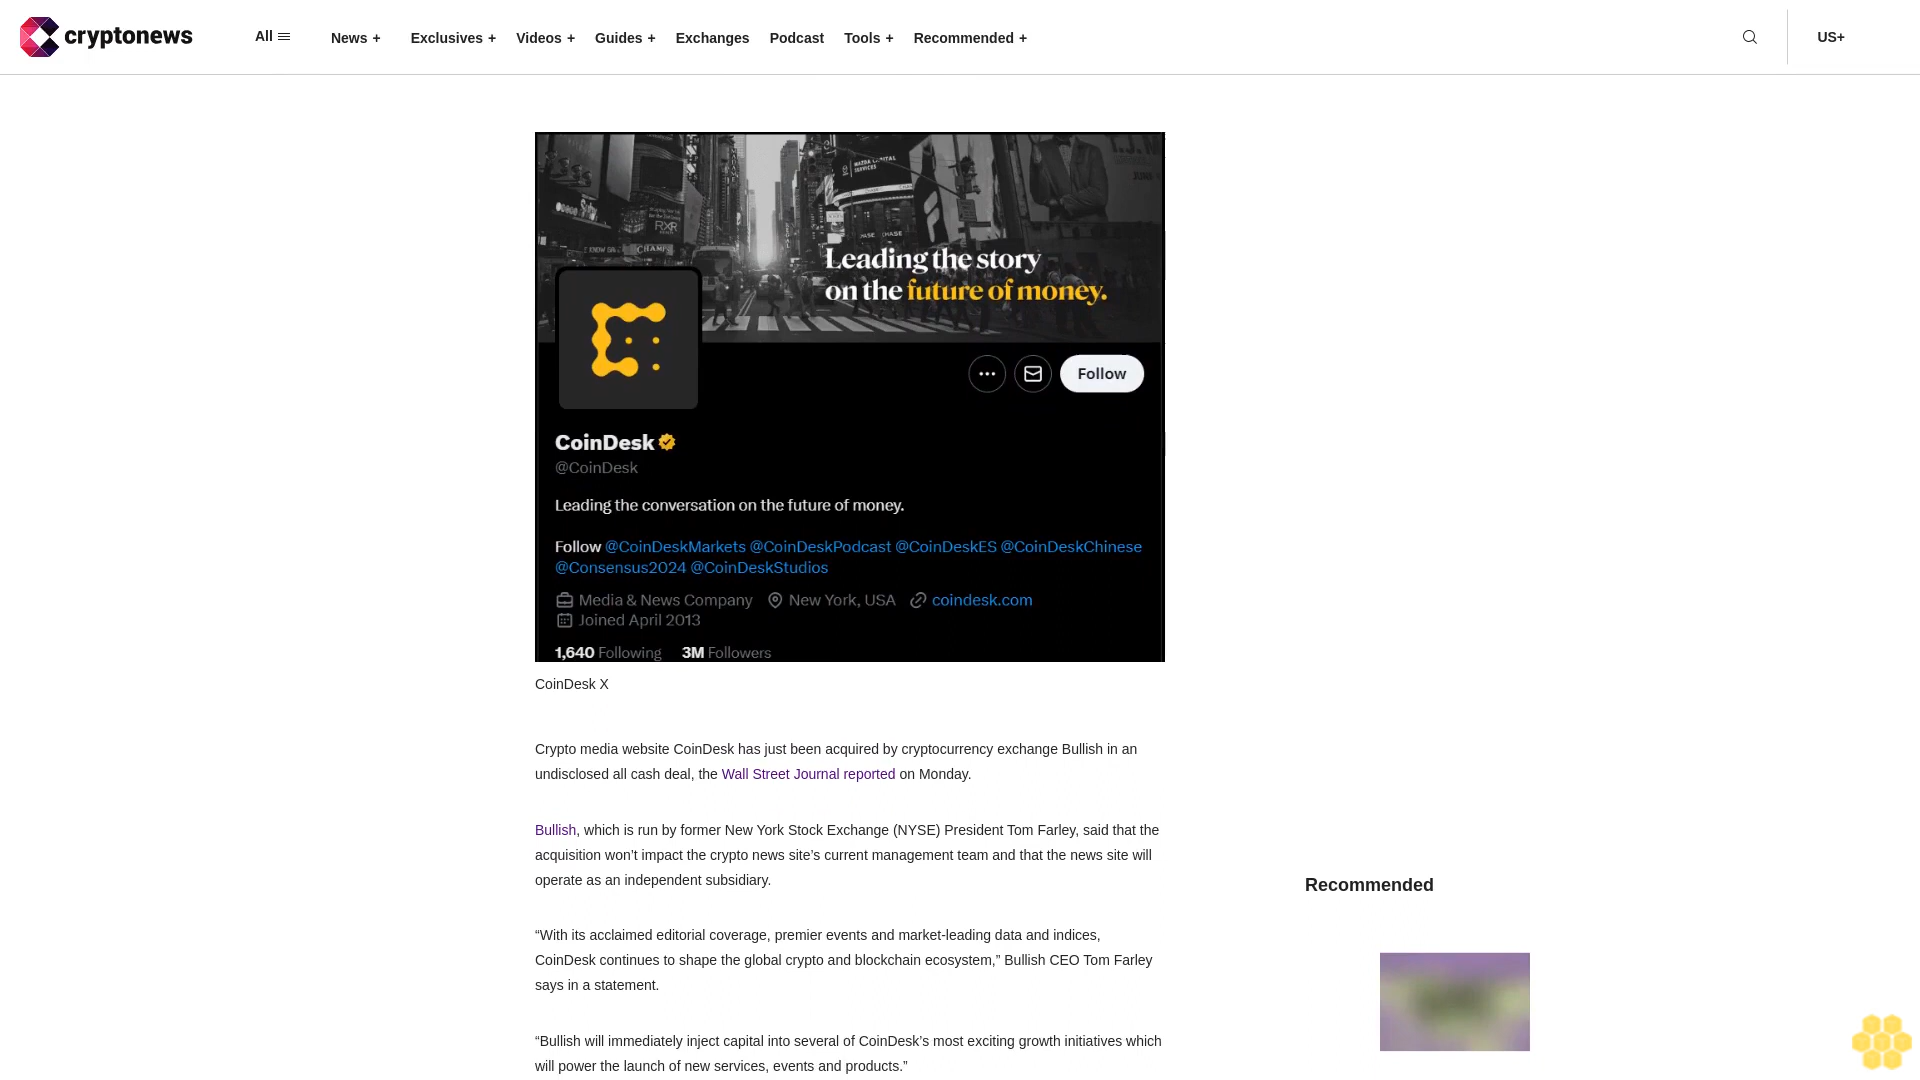 cryptonews
All
News +
Exclusives +
Videos +
Guides +
Exchanges
Podcast
Tools +
Recommended +
US+
MAZDA CAPITAL
SERVICES
RXR
CHAMPS
CHASE CHASE
Leading the story
on the future of money.
Follow
CoinDesk
@CoinDesk
Leading the conversation on the future of money.
Follow @CoinDeskMarkets @CoinDeskPodcast @CoinDeskES @CoinDeskChinese
@Consensus2024 @CoinDeskStudios
Media & News Company New York, USA coindesk.com
Joined April 2013
1,640 Following 3M Followers
CoinDesk X
Crypto media website CoinDesk has just been acquired by cryptocurrency exchange Bullish in an
undisclosed all cash deal, the Wall Street Journal reported on Monday.
Bullish, which is run by former New York Stock Exchange (NYSE) President Tom Farley, said that the
acquisition won’t impact the crypto news site’s current management team and that the news site will
operate as an independent subsidiary.
“With its acclaimed editorial coverage, premier events and market-leading data and indices,
CoinDesk continues to shape the global crypto and blockchain ecosystem,” Bullish CEO Tom Farley
says in a statement.
“Bullish will immediately inject capital into several of CoinDesk’s most exciting growth initiatives which
will power the launch of new services, events and products.”
Recommended